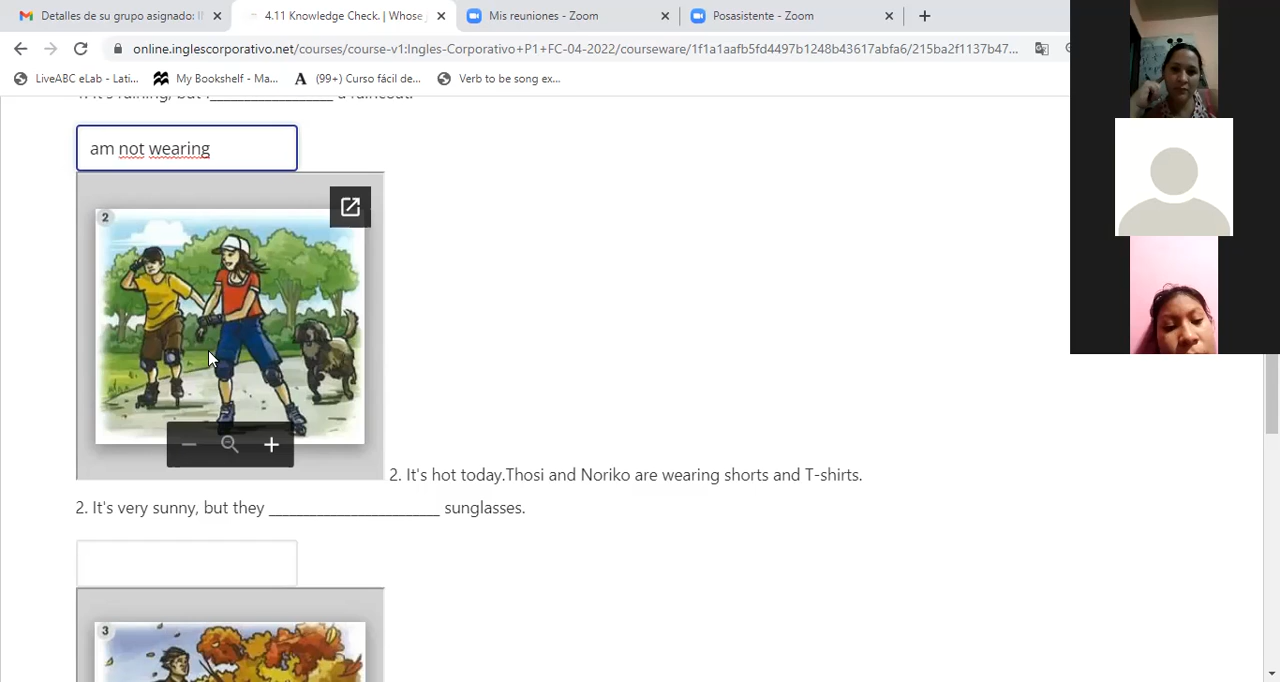 Detalles de su grupo asignado: II
4.11 Knowledge Check. | Whose
Mis reuniones - Zoom
Posasistente - Zoom
online.inglescorporativo.net/courses/course-v1:Ingles-Corporativo+P1+FC-04-2022/courseware/1f1a1aafb5fd4497b1248b43617abfa6/215ba2f1137b47...
LiveABC eLab - Lati...
My Bookshelf - Ma...
(99+) Curso fácil de...
Verb to be song ex...
am not wearing
2
2. It's hot today.Thosi and Noriko are wearing shorts and T-shirts.
2. It's very sunny, but they ________________________ sunglasses.
3